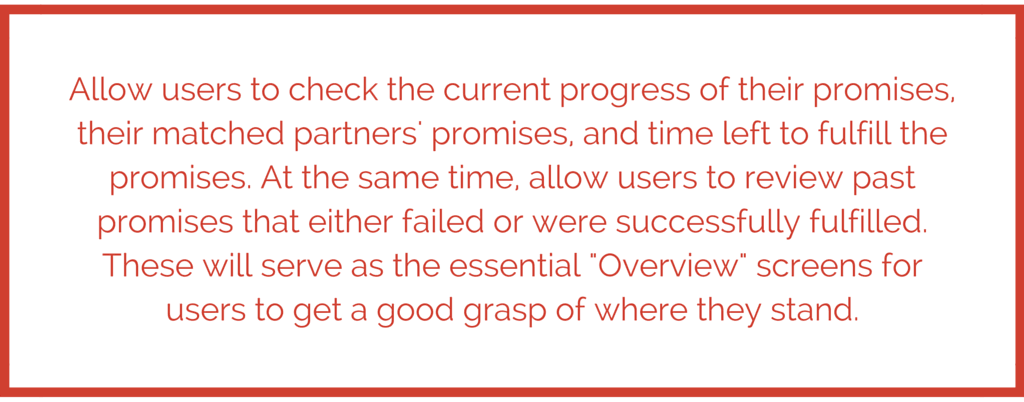 Allow users to check the current progress of their promises,
their matched partners' promises, and time left to fulfill the
promises. At the same time, allow users to review past
promises that either failed or were successfully fulfilled.
These will serve as the essential "Overview" screens for
users to get a good grasp of where they stand.